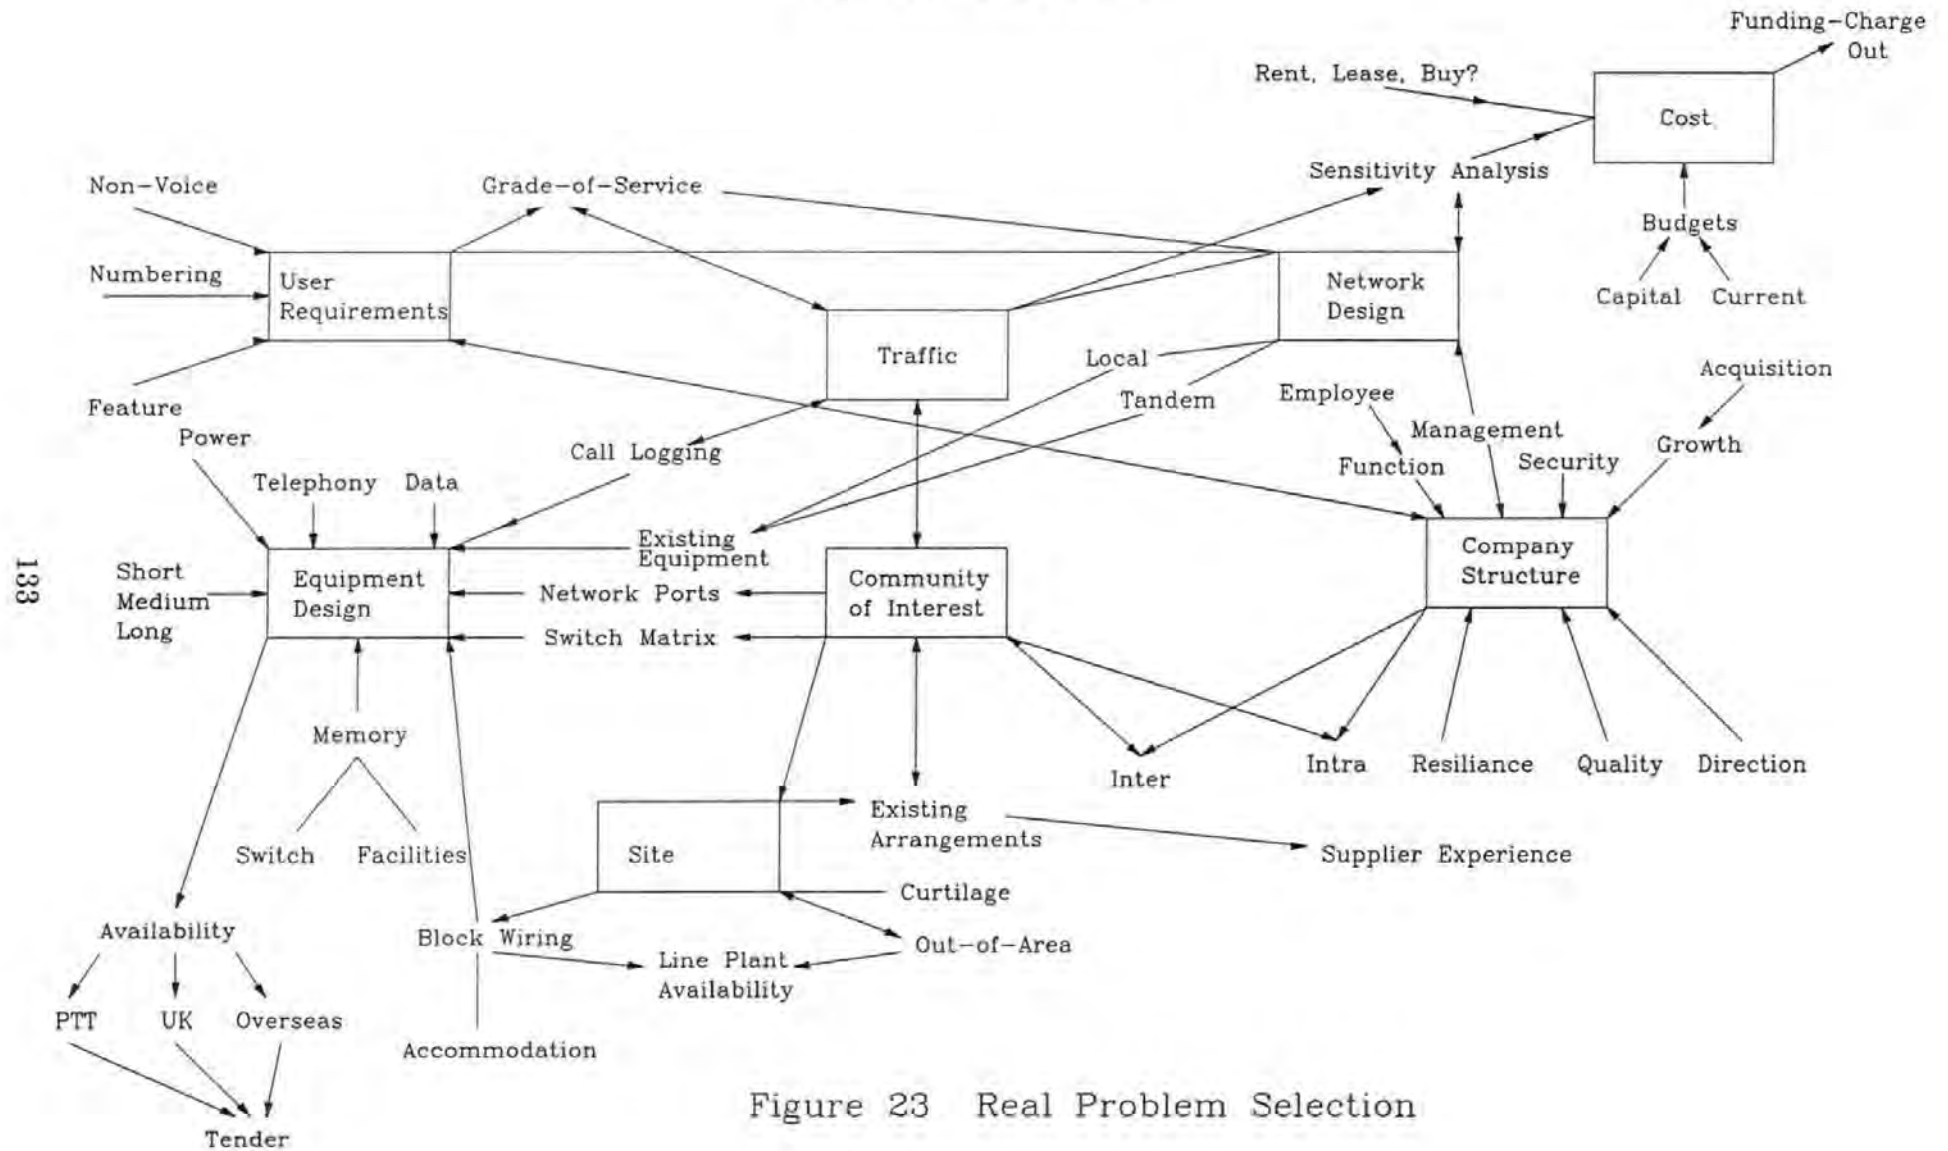 Funding-Charge
Out
Rent, Lease, Buy?
Cost
Sensitivity Analysis
Non-Voice
Grade-of-Service
Budgets
Numbering
User
Requirements
Network
Design
Capital
Current
Traffic
Local
Acquisition
Employee
Tandem
Feature
Power
Management
Growth
Call Logging
Function
Security
Telephony
Data
Existing
Equipment
Company
Structure
Short
Medium
Long
Equipment
Design
Network Ports
Community
of Interest
Switch Matrix
133
Memory
Inter
Intra
Resiliance
Quality
Direction
Existing
Arrangements
Switch
Facilities
Site
Supplier Experience
Curtilage
Availability
Block Wiring
Out-of-Area
Line Plant
Availability
PTT
UK
Overseas
Accommodation
Tender
Figure 23 Real Problem Selection